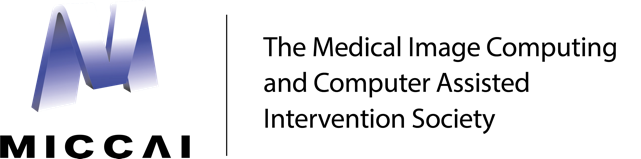 MICCAI
The Medical Image Computing
and Computer Assisted
Intervention Society